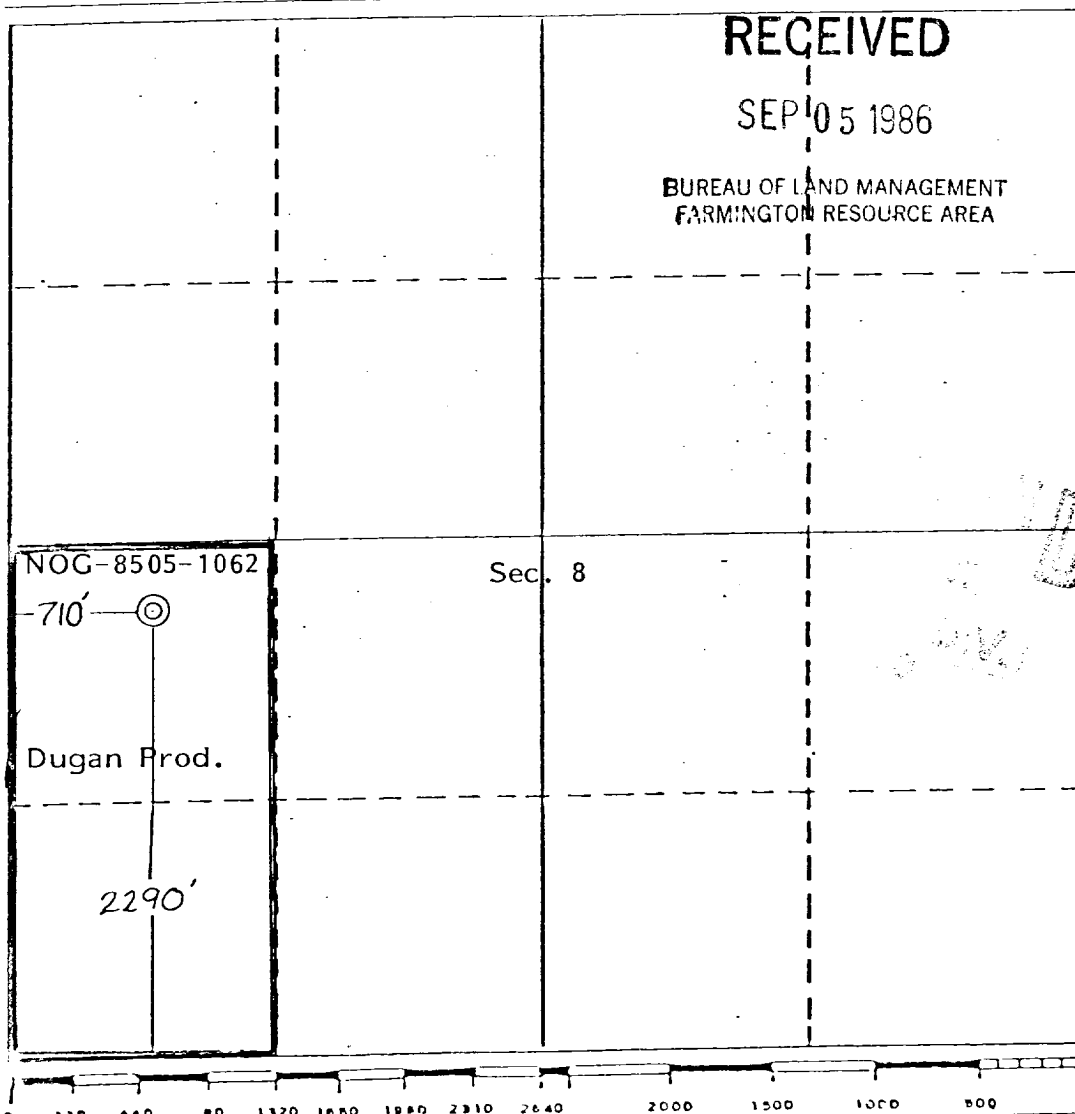 RECEIVED
SEP 05 1986
BUREAU OF LAND MANAGEMENT
FARMINGTON RESOURCE AREA
NOG-8505-1062
Sec. 8
710'
Dugan Prod.
2290'
1320 1650 1980 2310 2640 2000 1500 1000 500